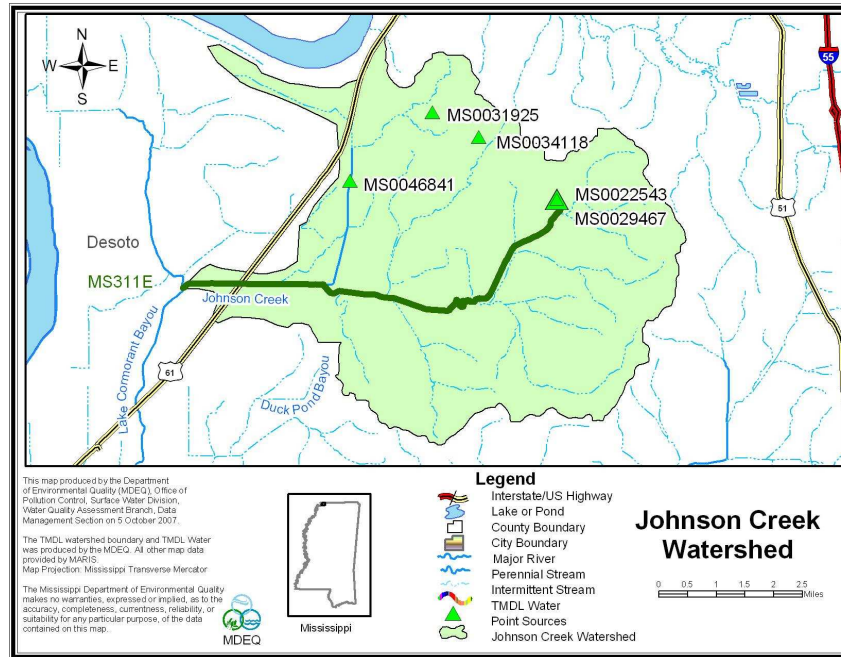 N
W E
S
55
MS0031925
MS0034118
MS0046841
MS0022543
MS0029467
51
Desoto
MS311E
Johnson Creek
Lake Cormorant Bayou
61
Duck Pond Bayou
This map produced by the Department
of Environmental Quality (MDEQ), Office of
Pollution Control, Surface Water Division,
Water Quality Assessment Branch, Data
Management Section on 5 October 2007.
The TMDL watershed boundary and TMDL Water
was produced by the MDEQ. All other map data
provided by MARIS.
Map Projection: Mississippi Transverse Mercator
The Mississippi Department of Environmental Quality
makes no warranties, expressed or implied, as to the
accuracy, completeness, currentness, reliability, or
suitability for any particular purpose, of the data
contained on this map.
MDEQ
Mississippi
Legend
Interstate/US Highway
Lake or Pond
County Boundary
City Boundary
Major River
Perennial Stream
Intermittent Stream
TMDL Water
Point Sources
Johnson Creek Watershed
Johnson Creek
Watershed
0 0.5 1 1.5 2 2.5
Miles